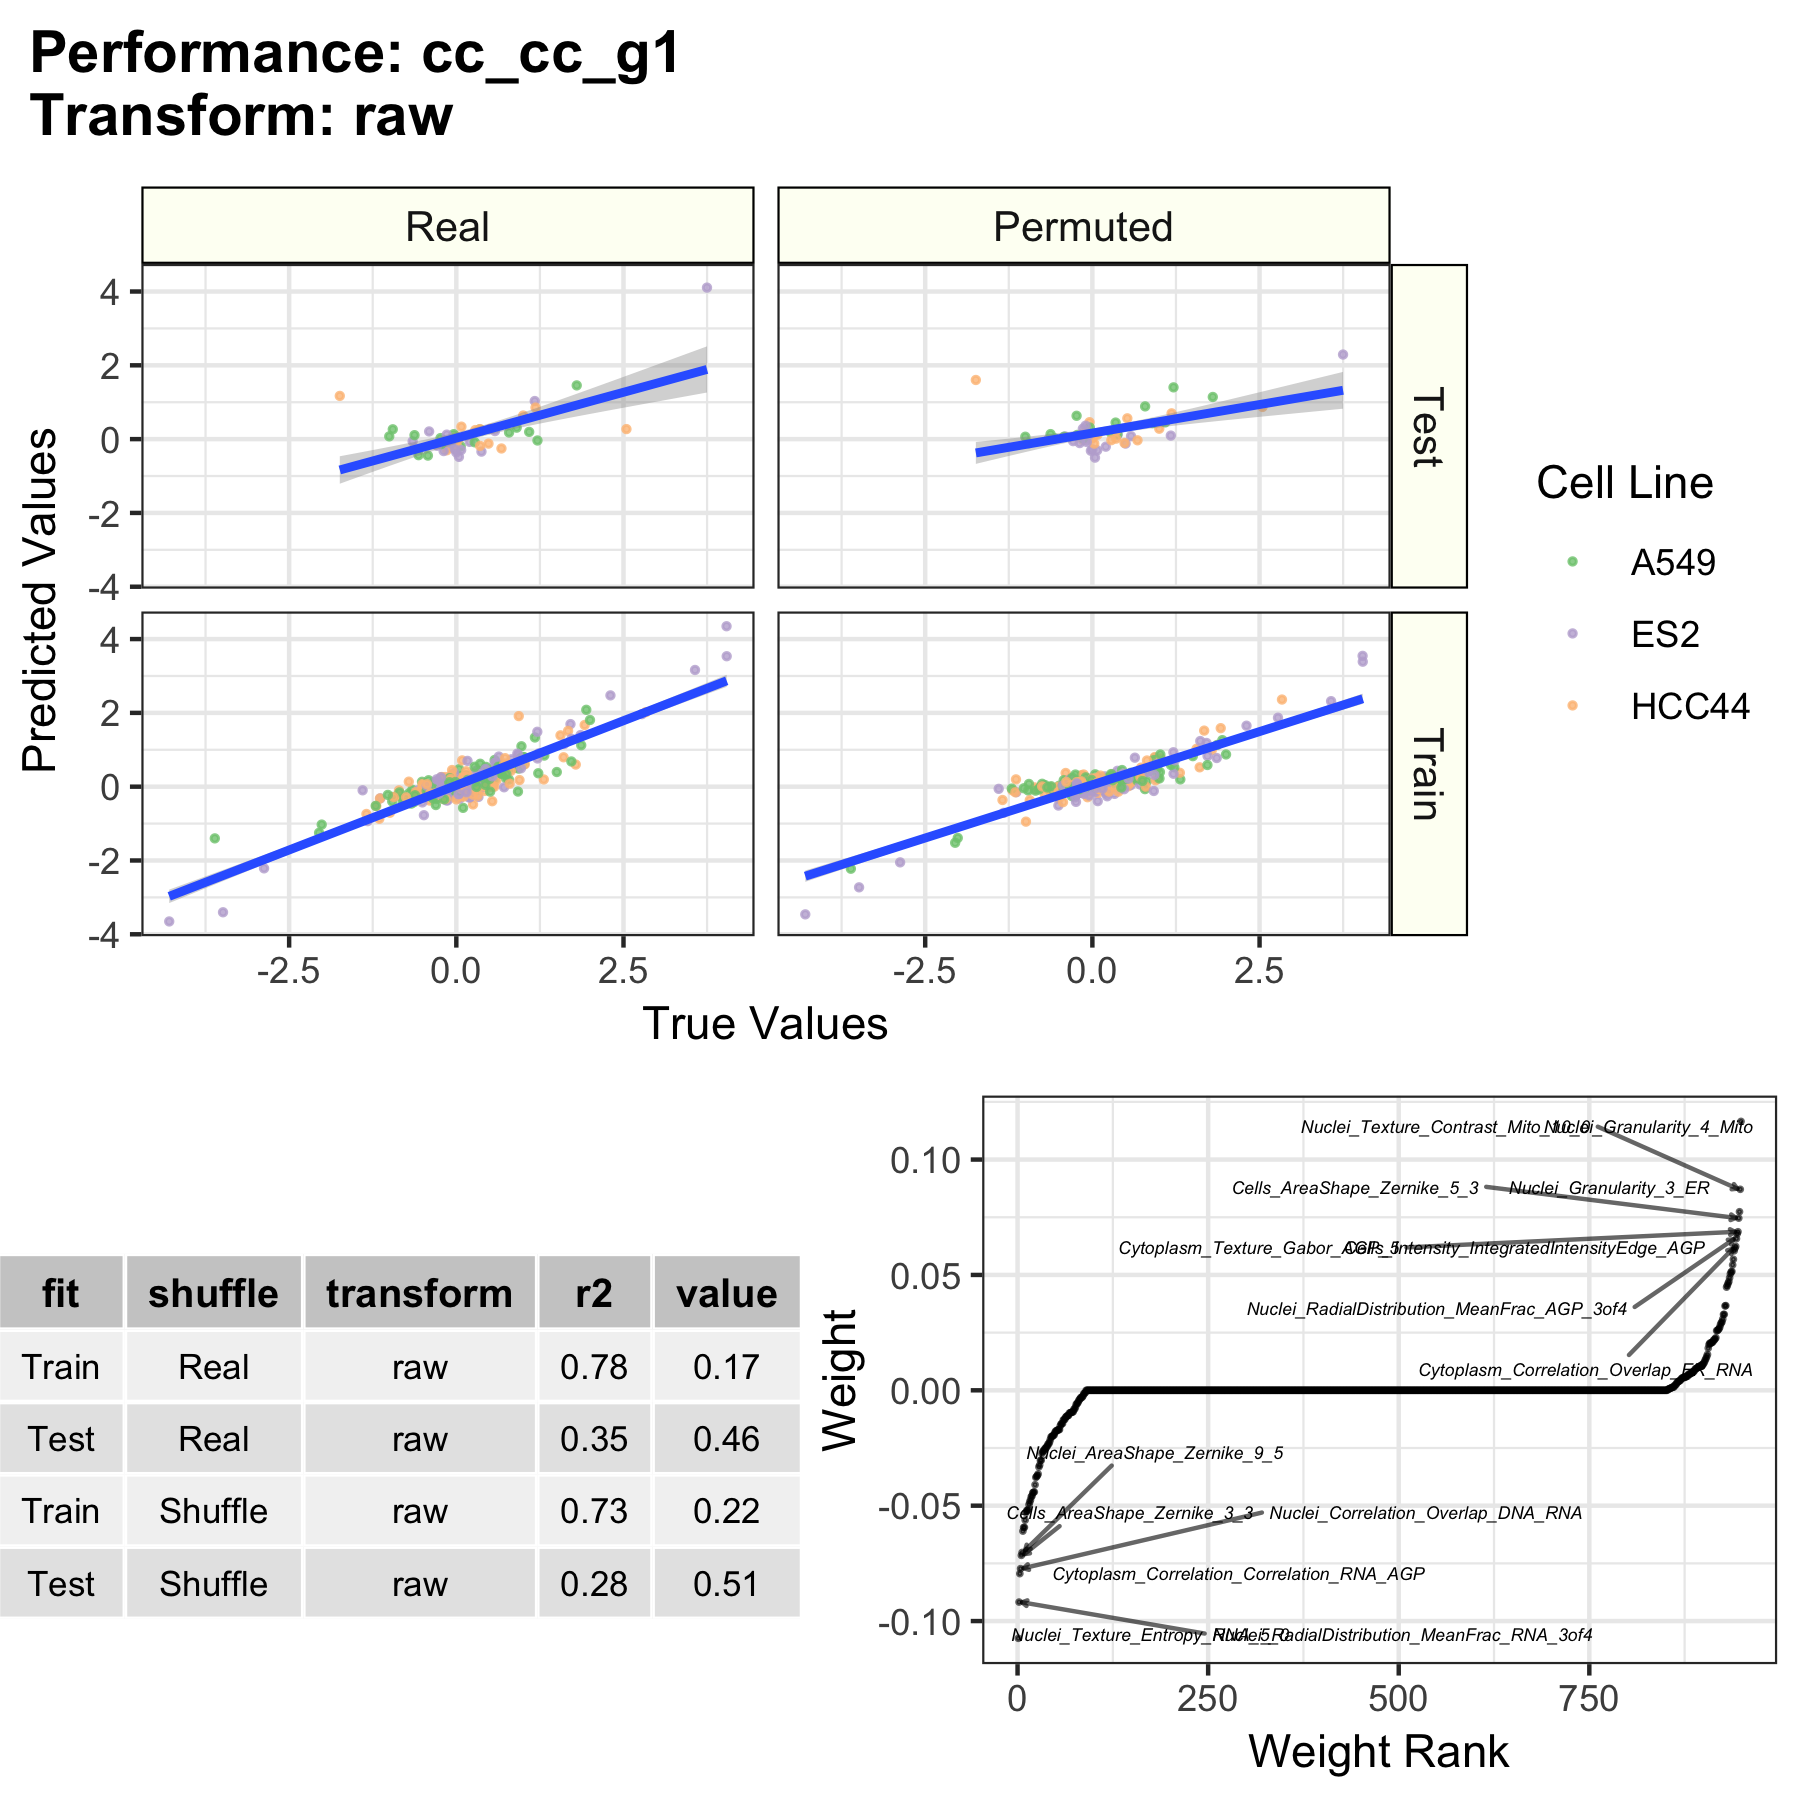 Performance: cc_cc_g1
Transform: raw
Real
Permuted
4
2
0
-2
-4
Test
4
2
0
-2
-4
Train
Predicted Values
-2.5
0.0
2.5
-2.5
0.0
2.5
True Values
Cell Line
A549
ES2
HCC44
fit shuffle transform r2 value
Train Real raw 0.78 0.17
Test Real raw 0.35 0.46
Train Shuffle raw 0.73 0.22
Test Shuffle raw 0.28 0.51
Weight
0.10
0.05
0.00
-0.05
-0.10
Nuclei_Texture_Contrast_Mito_10_0
Nuclei_Granularity_4_Mito
Cells_AreaShape_Zernike_5_3
Nuclei_Granularity_3_ER
Cytoplasm_Texture_Gabor_AGP_5
Cells_Intensity_IntegratedIntensityEdge_AGP
Nuclei_RadialDistribution_MeanFrac_AGP_3of4
Cytoplasm_Correlation_Overlap_ER_RNA
Nuclei_AreaShape_Zernike_9_5
Cells_AreaShape_Zernike_3_3
Nuclei_Correlation_Overlap_DNA_RNA
Cytoplasm_Correlation_Correlation_RNA_AGP
Nuclei_Texture_Entropy_RNA_5_0
Nuclei_RadialDistribution_MeanFrac_RNA_3of4
0
250
500
750
Weight Rank